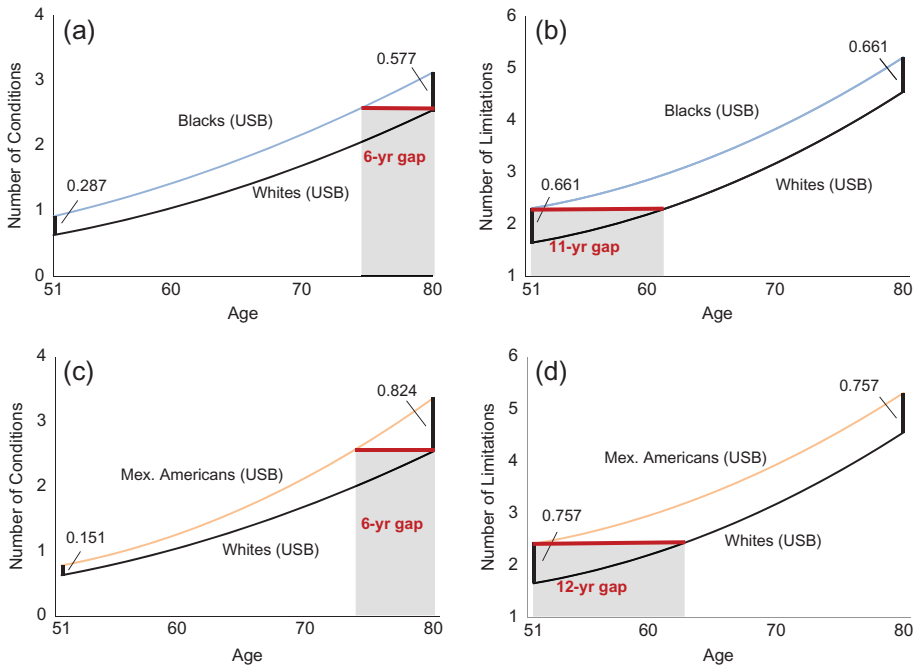 (a)
Number of Conditions
4
3
2
1
0
0.577
Blacks (USB)
6-yr gap
0.287
Whites (USB)
51
60
70
80
Age
(b)
Number of Limitations
6
5
4
3
2
1
0.661
Blacks (USB)
0.661
Whites (USB)
11-yr gap
51
60
70
80
Age
(c)
Number of Conditions
4
3
2
1
0
0.824
Mex. Americans (USB)
0.151
6-yr gap
Whites (USB)
51
60
70
80
Age
(d)
Number of Limitations
6
5
4
3
2
1
0.757
Mex. Americans (USB)
0.757
Whites (USB)
12-yr gap
51
60
70
80
Age